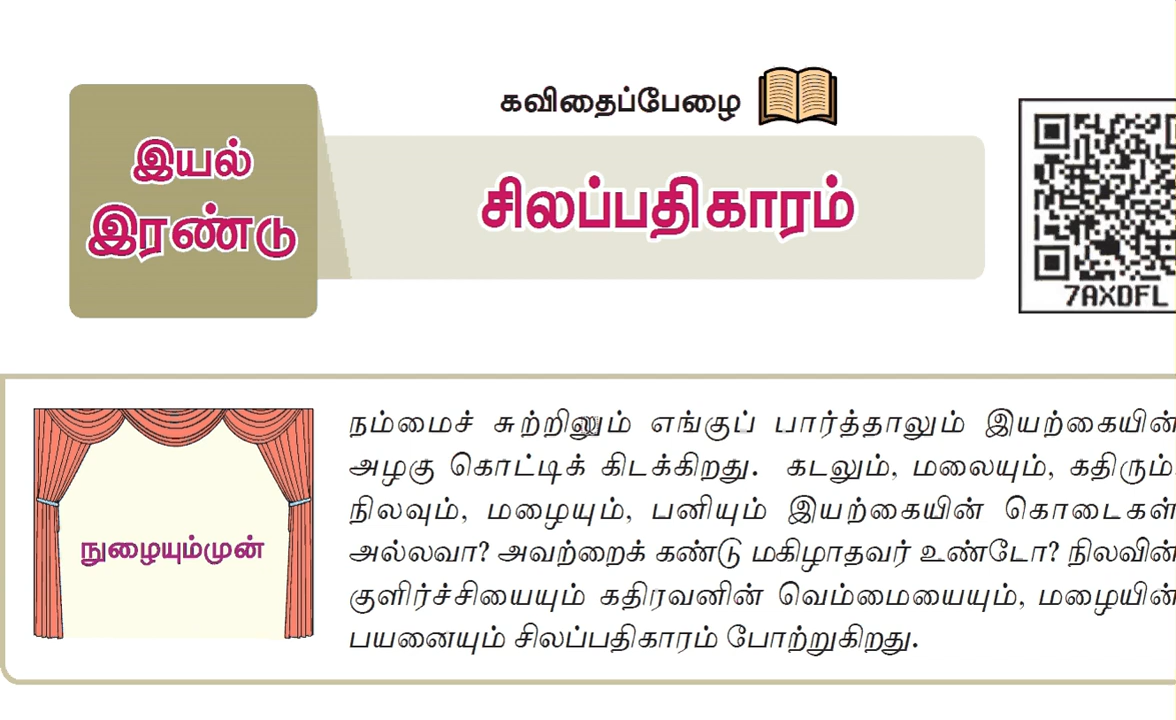 கவிதைப்பேழை
இயல்
இரண்டு
சிலப்பதிகாரம்
7AXDFL
நுழையும்முன்
நம்மைச் சுற்றிலும் எங்குப் பார்த்தாலும் இயற்கையின்
அழகு கொட்டிக் கிடக்கிறது. கடலும், மலையும், கதிரும்
நிலவும், மழையும், பனியும் இயற்கையின் கொடைகள்
அல்லவா? அவற்றைக் கண்டு மகிழாதவர் உண்டோ? நிலவின்
குளிர்ச்சியையும் கதிரவனின் வெம்மையையும், மழையின்
பயனையும் சிலப்பதிகாரம் போற்றுகிறது.